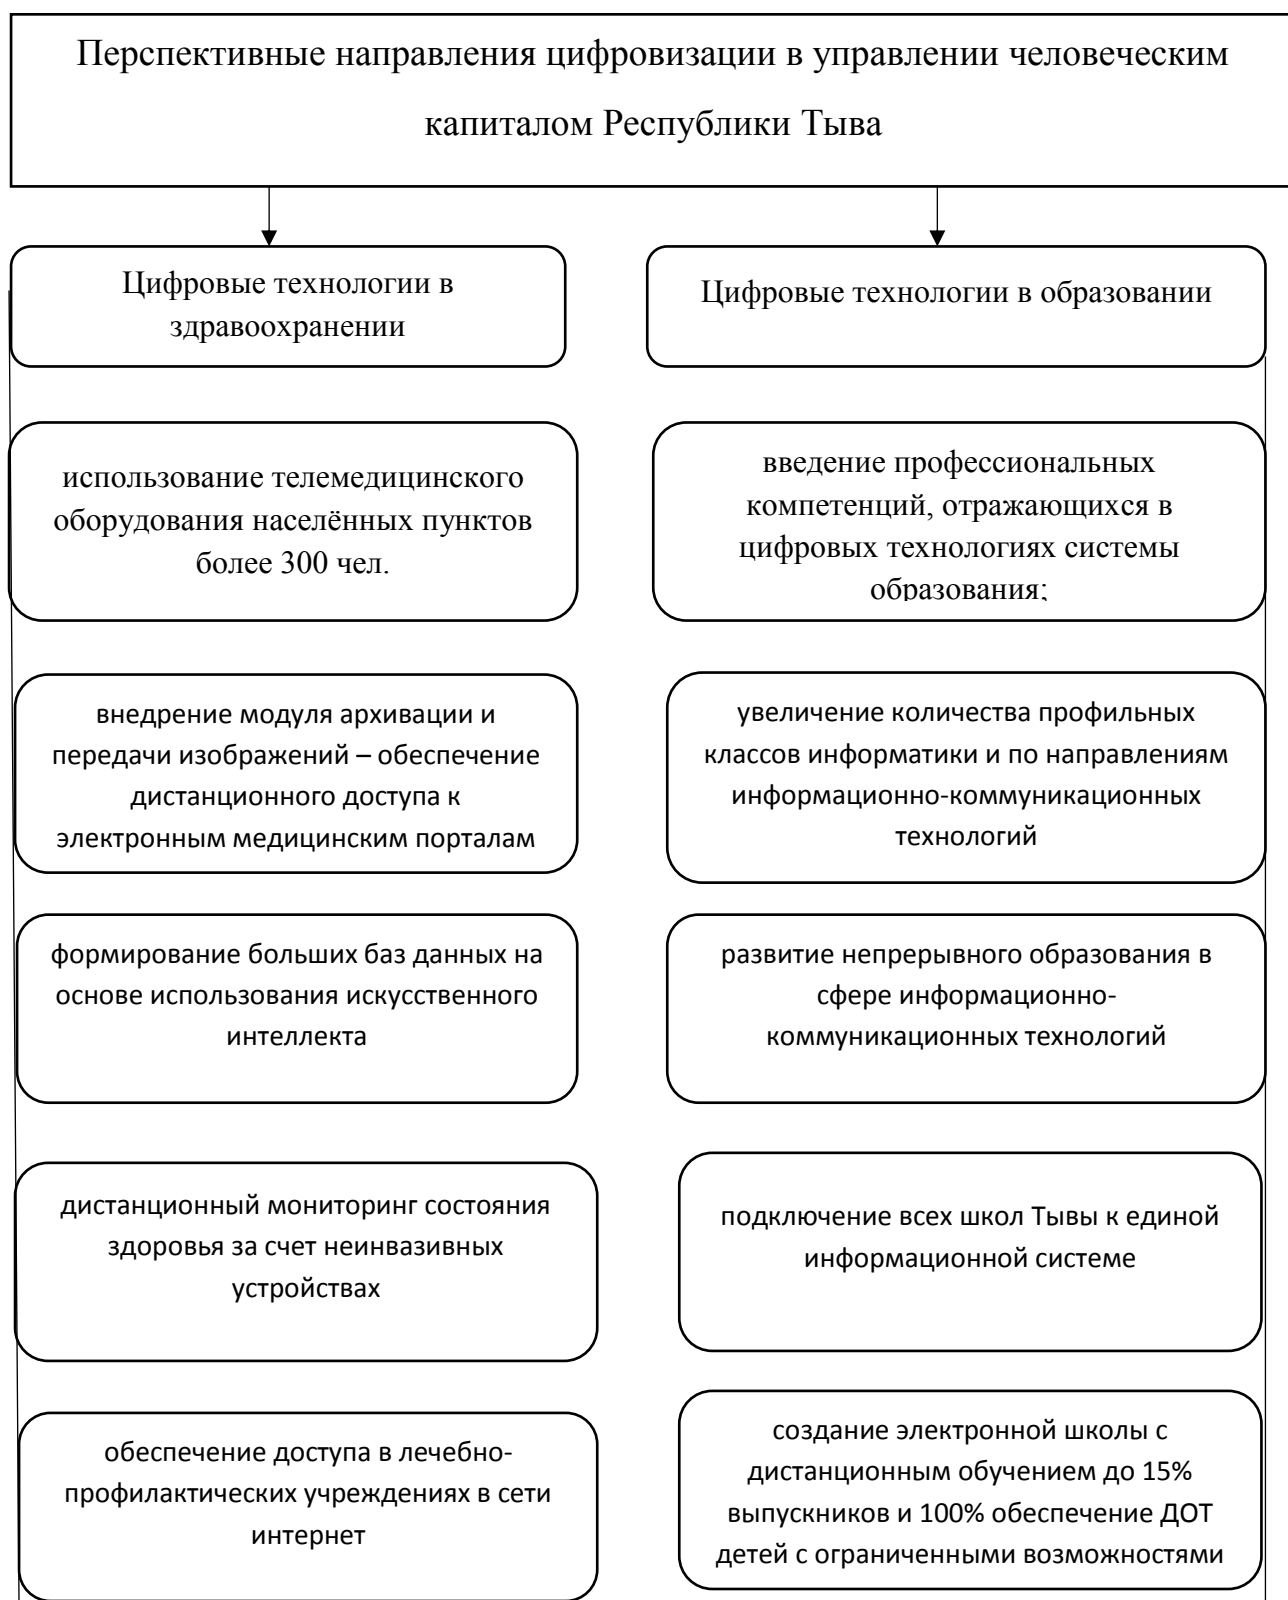 Перспективные направления цифровизации в управлении человеческим
капиталом Республики Тыва
Цифровые технологии в
здравоохранении
Цифровые технологии в образовании
использование телемедицинского
оборудования населённых пунктов
более 300 чел.
введение профессиональных
компетенций, отражающихся в
цифровых технологиях системы
образования;
внедрение модуля архивации и
передачи изображений – обеспечение
дистанционного доступа к
электронным медицинским порталам
увеличение количества профильных
классов информатики и по направлениям
информационно-коммуникационных
технологий
формирование больших баз данных на
основе использования искусственного
интеллекта
развитие непрерывного образования в
сфере информационно-
коммуникационных технологий
дистанционный мониторинг состояния
здоровья за счет неинвазивных
устройствах
подключение всех школ Тывы к единой
информационной системе
обеспечение доступа в лечебно-
профилактических учреждениях в сети
интернет
создание электронной школы с
дистанционным обучением до 15%
выпускников и 100% обеспечение ДОТ
детей с ограниченными возможностями